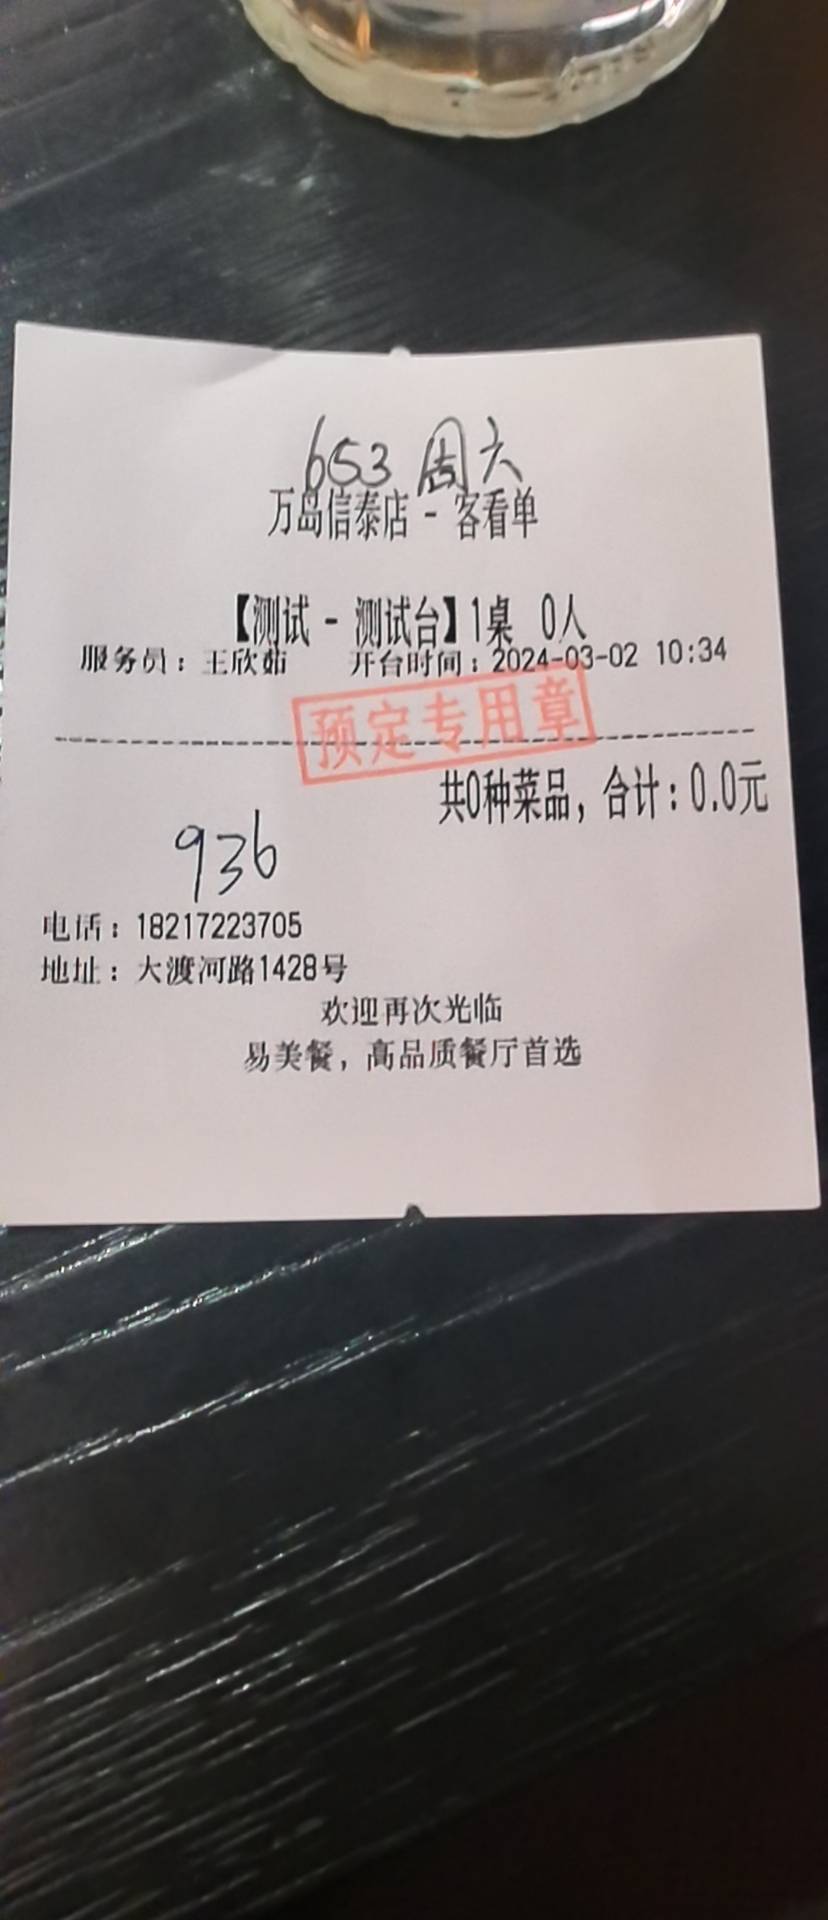 653 周六
万岛信泰店 - 客看单
【测试 - 测试台】1桌 0人
服务员：王欣茹 开台时间：2024-03-02 10:34
预定专用章
共0种菜品，合计：0.0元
936
电话：18217223705
地址：大渡河路1428号
欢迎再次光临
易美餐，高品质餐厅首选